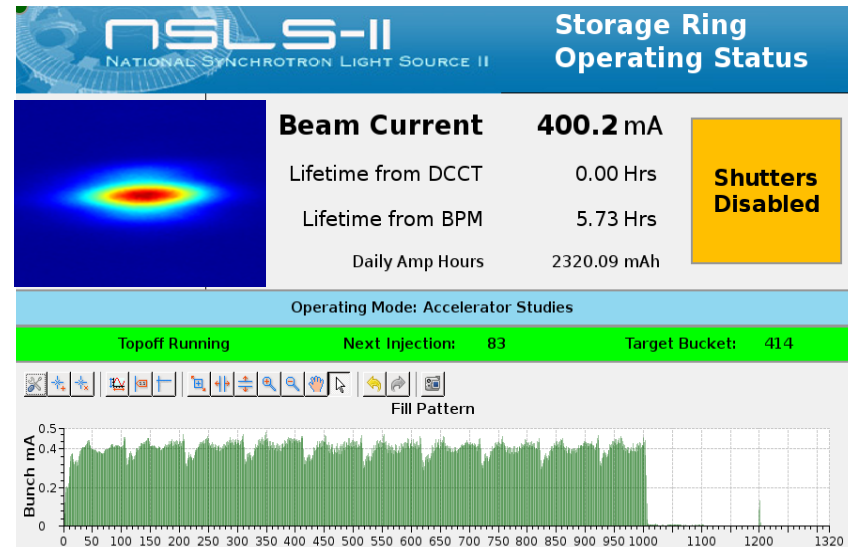 NSLS-II
NATIONAL SYNCHROTRON LIGHT SOURCE II
Storage Ring
Operating Status
Beam Current 400.2 mA
Lifetime from DCCT 0.00 Hrs
Lifetime from BPM 5.73 Hrs
Daily Amp Hours 2320.09 mAh
Shutters
Disabled
Operating Mode: Accelerator Studies
Topoff Running Next Injection: 83 Target Bucket: 414
Fill Pattern
Bunch mA
0.5
0.4
0.2
0
0 50 100 150 200 250 300 350 400 450 500 550 600 650 700 750 800 850 900 950 1000 1100 1200 1320